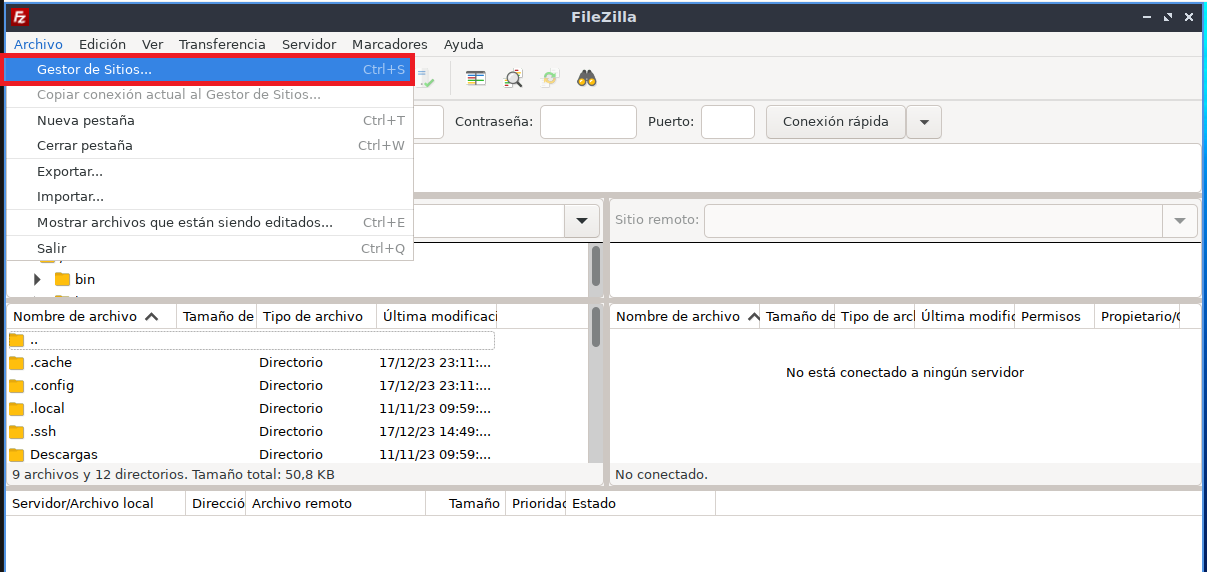 FileZilla
Archivo Edición Ver Transferencia Servidor Marcadores Ayuda
Gestor de Sitios... Ctrl+S
Copiar conexión actual al Gestor de Sitios...
Nueva pestaña Ctrl+T
Cerrar pestaña Ctrl+W
Exportar...
Importar...
Mostrar archivos que están siendo editados... Ctrl+E
Salir Ctrl+Q
Contraseña: Puerto: Conexión rápida
Sitio remoto:
bin
Nombre de archivo Tamaño de Tipo de archivo Última modificaci
..
.cache Directorio 17/12/23 23:11:...
.config Directorio 17/12/23 23:11:...
.local Directorio 11/11/23 09:59:...
.ssh Directorio 17/12/23 14:49:...
Descargas Directorio 11/11/23 09:59:...
9 archivos y 12 directorios. Tamaño total: 50,8 KB
Nombre de archivo Tamaño de Tipo de arcl Última modific Permisos Propietario/G
No está conectado a ningún servidor
No conectado.
Servidor/Archivo local Direcció Archivo remoto Tamaño Prioridad Estado